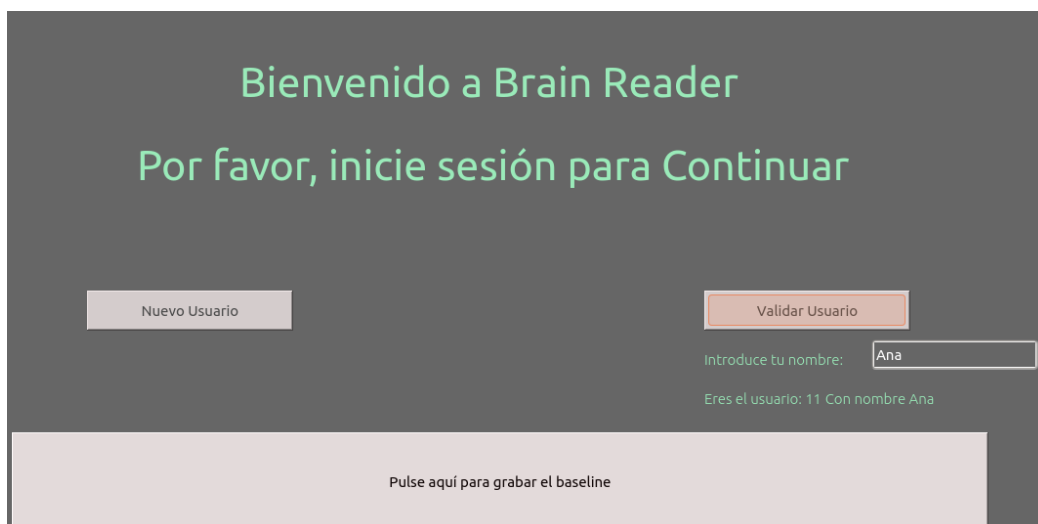 Bienvenido a Brain Reader
Por favor, inicie sesión para Continuar
Nuevo Usuario
Validar Usuario
Introduce tu nombre: Ana
Eres el usuario: 11 Con nombre Ana
Pulse aquí para grabar el baseline